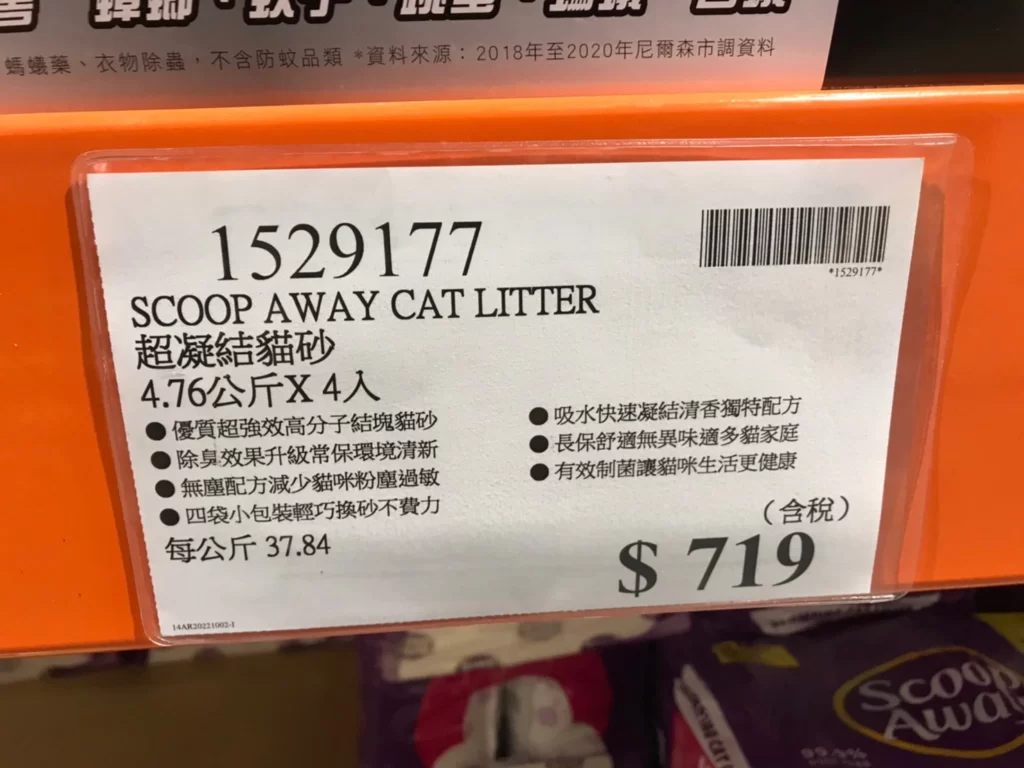 螞蟻藥、衣物除蟲，不含防蚊品類 *資料來源：2018年至2020年尼爾森市調資料
1529177
*1529177*
SCOOP AWAY CAT LITTER
超凝結貓砂
4.76公斤X 4入
● 優質超強效高分子結塊貓砂
● 除臭效果升級常保環境清新
● 無塵配方減少貓咪粉塵過敏
● 四袋小包裝輕巧換砂不費力
● 吸水快速凝結清香獨特配方
● 長保舒適無異味適多貓家庭
● 有效制菌讓貓咪生活更健康
每公斤 37.84
（含稅）
$ 719
14AR20221002-1
Scoop
Away
99.9%